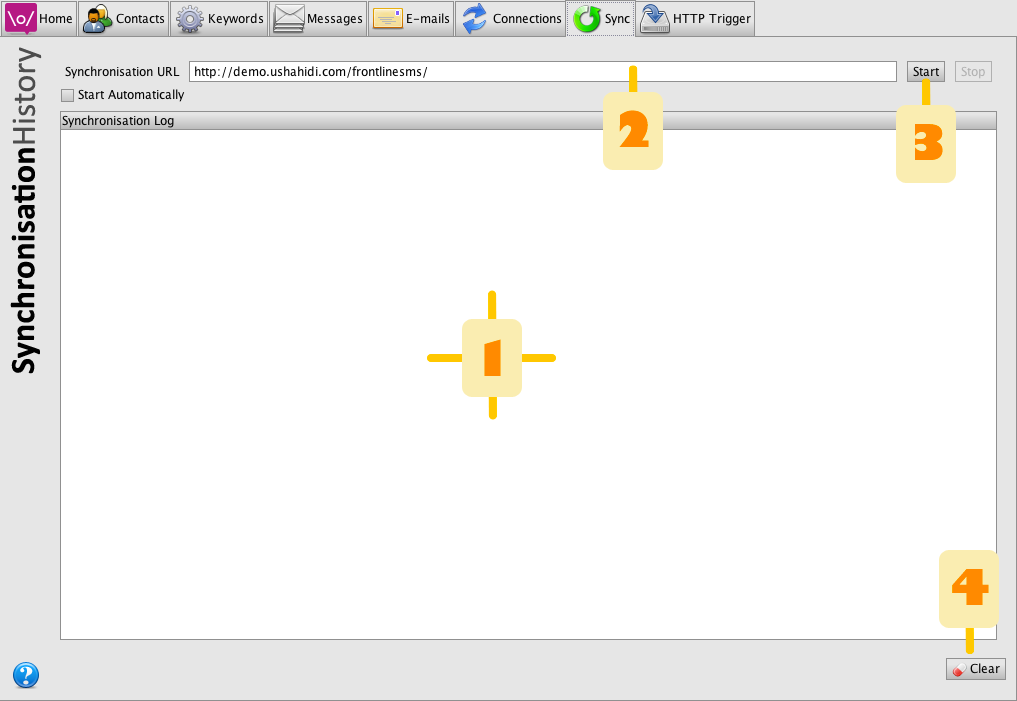 \o/ Home Contacts Keywords Messages E-mails Connections Sync HTTP Trigger
SynchronisationHistory
Synchronisation URL http://demo.ushahidi.com/frontlinesms/ Start Stop
Start Automatically
Synchronisation Log
2
3
1
4
? Clear